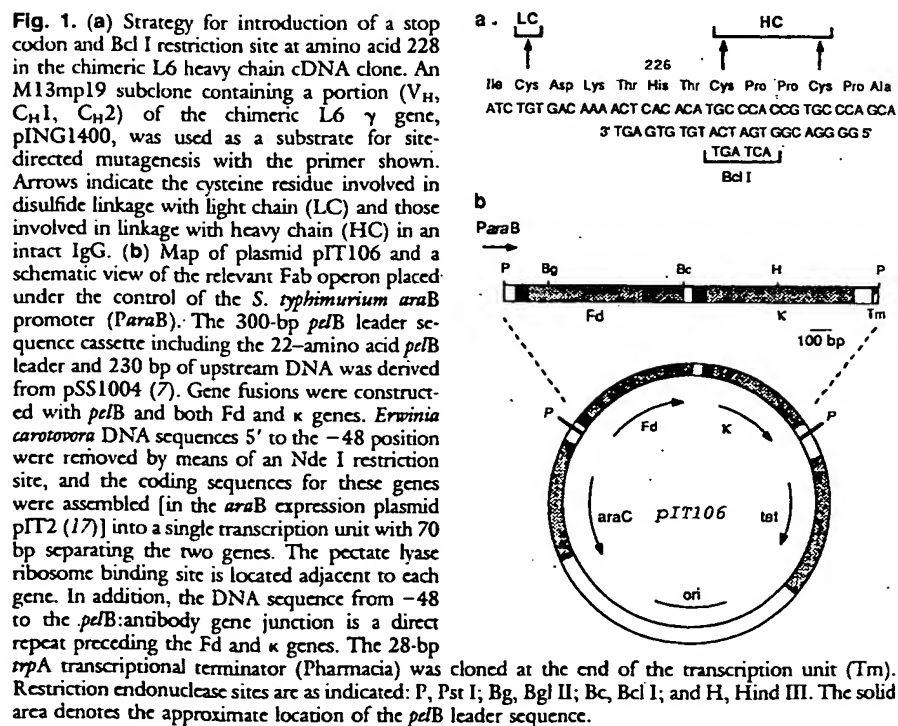 Fig. 1. (a) Strategy for introduction of a stop
codon and Bcl I restriction site at amino acid 228
in the chimeric L6 heavy chain cDNA clone. An
M13mp19 subclone containing a portion (VH,
CH1, CH2) of the chimeric L6 γ gene,
pING1400, was used as a substrate for site-
directed mutagenesis with the primer shown.
Arrows indicate the cysteine residue involved in
disulfide linkage with light chain (LC) and those
involved in linkage with heavy chain (HC) in an
intact IgG. (b) Map of plasmid pIT106 and a
schematic view of the relevant Fab operon placed
under the control of the S. typhimurium araB
promoter (ParaB). The 300-bp pelB leader se-
quence cassette including the 22–amino acid pelB
leader and 230 bp of upstream DNA was derived
from pSS1004 (7). Gene fusions were construct-
ed with pelB and both Fd and κ genes. Erwinia
carotovora DNA sequences 5' to the −48 position
were removed by means of an Nde I restriction
site, and the coding sequences for these genes
were assembled [in the araB expression plasmid
pIT2 (17)] into a single transcription unit with 70
bp separating the two genes. The pectate lyase
ribosome binding site is located adjacent to each
gene. In addition, the DNA sequence from −48
to the pelB:antibody gene junction is a direct
repeat preceding the Fd and κ genes. The 28-bp
trpA transcriptional terminator (Pharmacia) was cloned at the end of the transcription unit (Tm).
Restriction endonuclease sites are as indicated: P, Pst I; Bg, Bgl II; Bc, Bcl I; and H, Hind III. The solid
area denotes the approximate location of the pelB leader sequence.
a. LC HC
226
Ile Cys Asp Lys Thr His Thr Cys Pro Pro Cys Pro Ala
ATC TGT GAC AAA ACT CAC ACA TGC CCA CCG TGC CCA GCA
3' TGA GTG TGT ACT AGT GGC AGG GG 5'
TGA TCA
Bcl I
b
ParaB
P Bg Bc H P
Fd κ Tm
100 bp
P P
Fd κ
araC pIT106 tet
ori